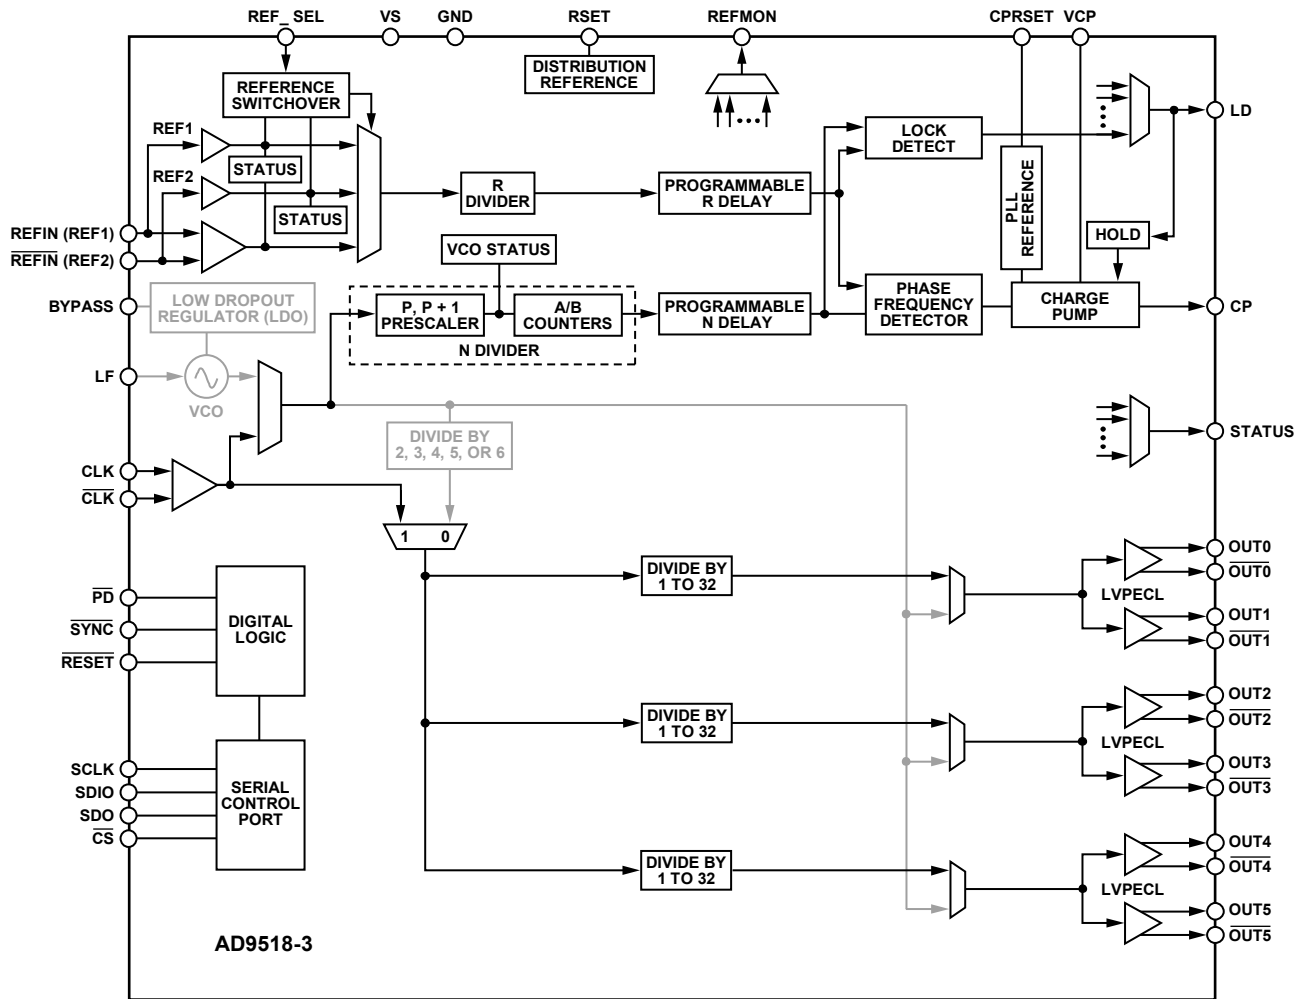 REF_ SEL
VS
GND
RSET
REFMON
CPRSET
VCP
DISTRIBUTION
REFERENCE
REFERENCE
SWITCHOVER
REF1
STATUS
REF2
STATUS
R
DIVIDER
PROGRAMMABLE
R DELAY
LOCK
DETECT
PLL
REFERENCE
LD
HOLD
REFIN (REF1)
REFIN (REF2)
VCO STATUS
BYPASS
LOW DROPOUT
REGULATOR (LDO)
P, P + 1
PRESCALER
A/B
COUNTERS
N DIVIDER
PROGRAMMABLE
N DELAY
PHASE
FREQUENCY
DETECTOR
CHARGE
PUMP
CP
LF
VCO
DIVIDE BY
2, 3, 4, 5, OR 6
STATUS
CLK
CLK
1
0
DIVIDE BY
1 TO 32
LVPECL
OUT0
OUT0
OUT1
OUT1
PD
SYNC
RESET
DIGITAL
LOGIC
DIVIDE BY
1 TO 32
LVPECL
OUT2
OUT2
OUT3
OUT3
SCLK
SDIO
SDO
CS
SERIAL
CONTROL
PORT
DIVIDE BY
1 TO 32
LVPECL
OUT4
OUT4
OUT5
OUT5
AD9518-3